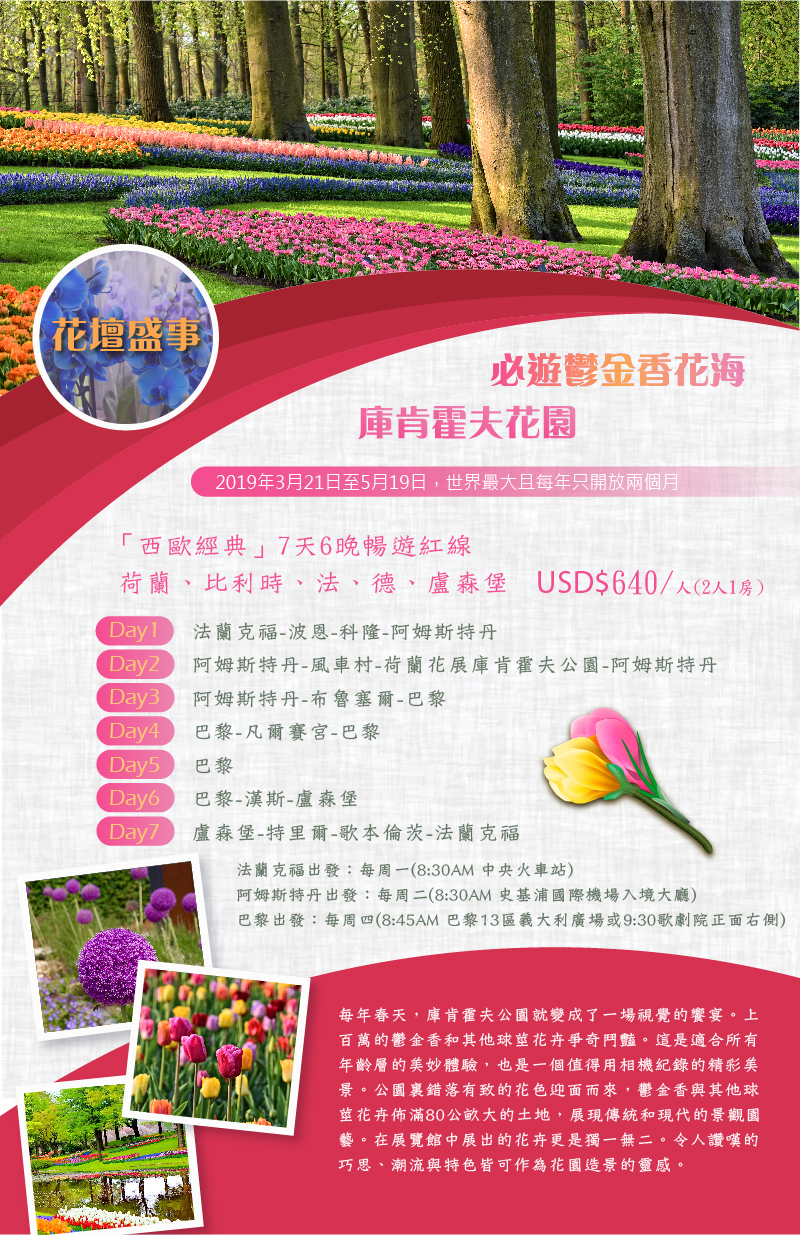 花壇盛事
必遊鬱金香花海
庫肯霍夫花園
2019年3月21日至5月19日，世界最大且每年只開放兩個月
「西歐經典」7天6晚暢遊紅線
荷蘭、比利時、法、德、盧森堡 USD$640/人(2人1房)
Day1 法蘭克福-波恩-科隆-阿姆斯特丹
Day2 阿姆斯特丹-風車村-荷蘭花展庫肯霍夫公園-阿姆斯特丹
Day3 阿姆斯特丹-布魯塞爾-巴黎
Day4 巴黎-凡爾賽宮-巴黎
Day5 巴黎
Day6 巴黎-漢斯-盧森堡
Day7 盧森堡-特里爾-歌本倫茨-法蘭克福
法蘭克福出發：每周一(8:30AM 中央火車站)
阿姆斯特丹出發：每周二(8:30AM 史基浦國際機場入境大廳)
巴黎出發：每周四(8:45AM 巴黎13區義大利廣場或9:30歌劇院正面右側)
每年春天，庫肯霍夫公園就變成了一場視覺的饗宴。上
百萬的鬱金香和其他球莖花卉爭奇鬥豔。這是適合所有
年齡層的美妙體驗，也是一個值得用相機紀錄的精彩美
景。公園裏錯落有致的花色迎面而來，鬱金香與其他球
莖花卉佈滿80公畝大的土地，展現傳統和現代的景觀園
藝。在展覽館中展出的花卉更是獨一無二。令人讚嘆的
巧思、潮流與特色皆可作為花園造景的靈感。